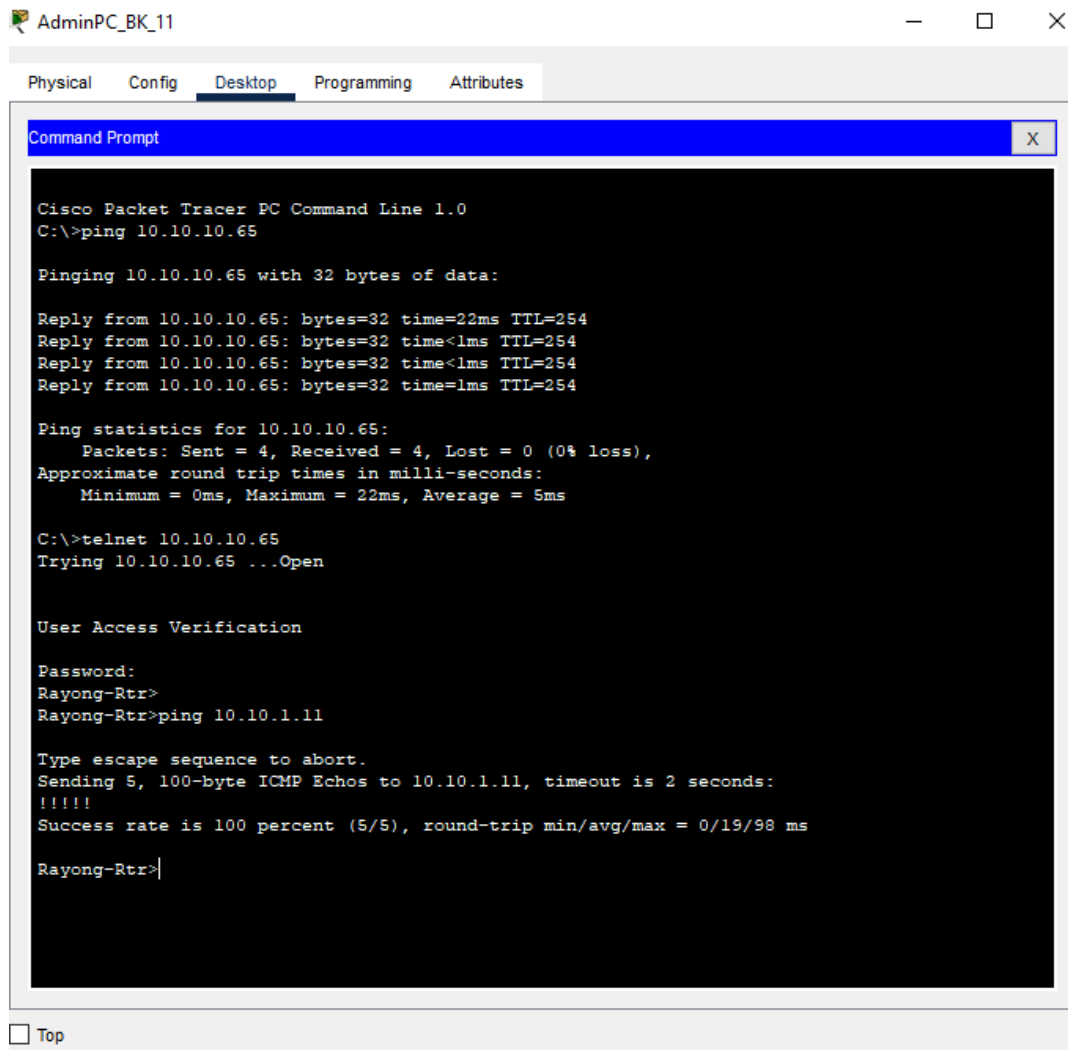 AdminPC_BK_11
Physical Config Desktop Programming Attributes
Command Prompt
X
Cisco Packet Tracer PC Command Line 1.0
C:\>ping 10.10.10.65
Pinging 10.10.10.65 with 32 bytes of data:
Reply from 10.10.10.65: bytes=32 time=22ms TTL=254
Reply from 10.10.10.65: bytes=32 time<1ms TTL=254
Reply from 10.10.10.65: bytes=32 time<1ms TTL=254
Reply from 10.10.10.65: bytes=32 time=1ms TTL=254
Ping statistics for 10.10.10.65:
Packets: Sent = 4, Received = 4, Lost = 0 (0% loss),
Approximate round trip times in milli-seconds:
Minimum = 0ms, Maximum = 22ms, Average = 5ms
C:\>telnet 10.10.10.65
Trying 10.10.10.65 ...Open
User Access Verification
Password:
Rayong-Rtr>
Rayong-Rtr>ping 10.10.1.11
Type escape sequence to abort.
Sending 5, 100-byte ICMP Echos to 10.10.1.11, timeout is 2 seconds:
!!!!!
Success rate is 100 percent (5/5), round-trip min/avg/max = 0/19/98 ms
Rayong-Rtr>
Top